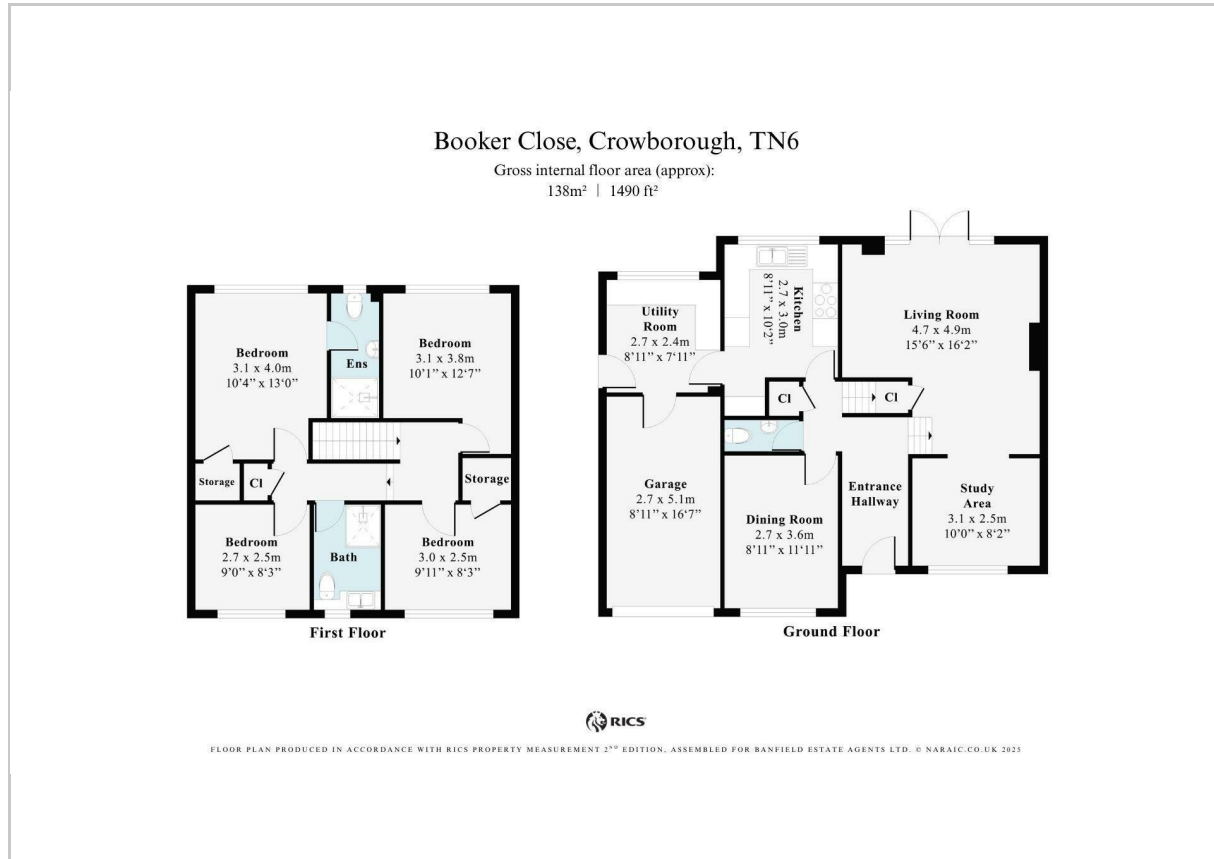 Booker Close, Crowborough, TN6
Gross internal floor area (approx):
138m² | 1490 ft²
Bedroom
3.1 x 4.0m
10'4'' x 13'0''
Ens
Bedroom
3.1 x 3.8m
10'1'' x 12'7''
Storage
Cl
Storage
Bedroom
2.7 x 2.5m
9'0'' x 8'3''
Bath
Bedroom
3.0 x 2.5m
9'11'' x 8'3''
First Floor
Utility
Room
2.7 x 2.4m
8'11'' x 7'11''
Kitchen
2.7 x 3.0m
8'11'' x 10'2''
Living Room
4.7 x 4.9m
15'6'' x 16'2''
Cl
Cl
Garage
2.7 x 5.1m
8'11'' x 16'7''
Dining Room
2.7 x 3.6m
8'11'' x 11'11''
Entrance
Hallway
Study
Area
3.1 x 2.5m
10'0'' x 8'2''
Ground Floor
RICS
FLOOR PLAN PRODUCED IN ACCORDANCE WITH RICS PROPERTY MEASUREMENT 2ND EDITION, ASSEMBLED FOR BANFIELD ESTATE AGENTS LTD. © NARAIC.CO.UK 2025